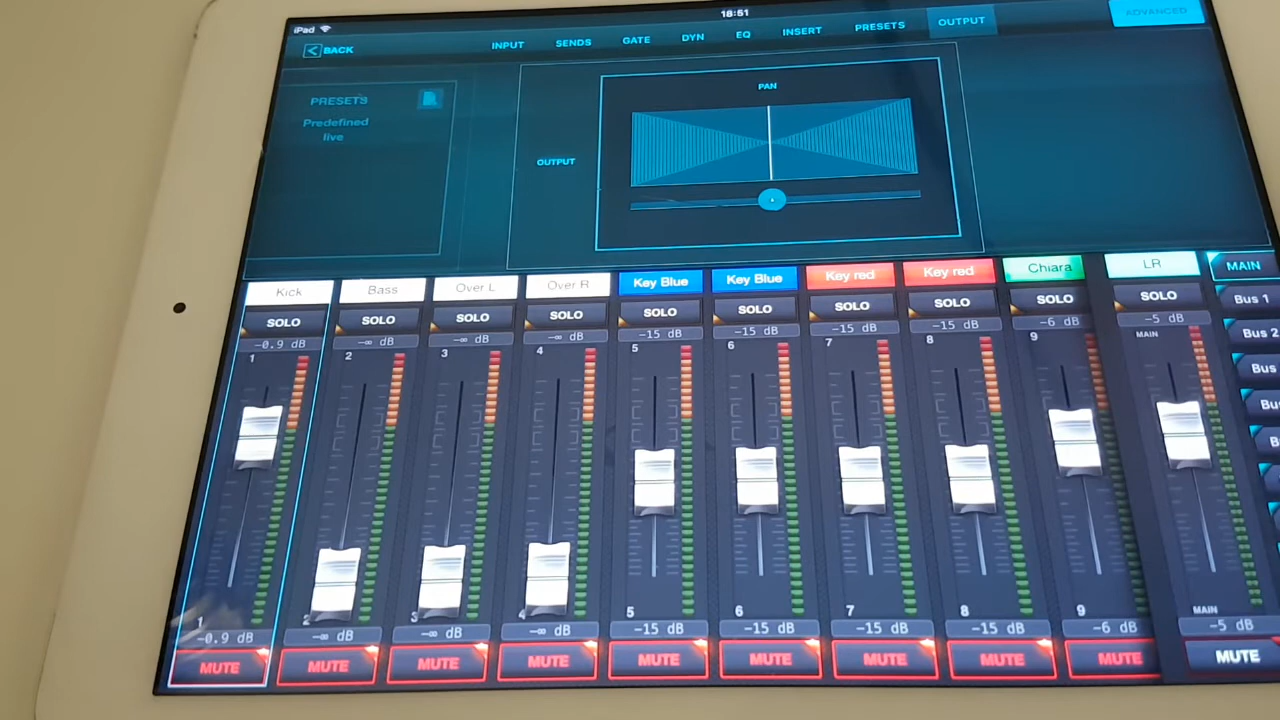 iPad 18:51
BACK INPUT SENDS GATE DYN EQ INSERT PRESETS OUTPUT ADVANCED
PRESETS
Predefined
live
PAN
OUTPUT
Kick Bass Over L Over R Key Blue Key Blue Key red Key red Chiara LR MAIN
SOLO SOLO SOLO SOLO SOLO SOLO SOLO SOLO SOLO SOLO Bus 1
-0.9 dB -∞ dB -∞ dB -∞ dB -15 dB -15 dB -15 dB -15 dB -6 dB -5 dB
1 2 3 4 5 6 7 8 9 MAIN Bus 2
Bus
Bu
B
1 2 3 4 5 6 7 8 9 MAIN
-0.9 dB -∞ dB -∞ dB -∞ dB -15 dB -15 dB -15 dB -15 dB -6 dB -5 dB
MUTE MUTE MUTE MUTE MUTE MUTE MUTE MUTE MUTE MUTE